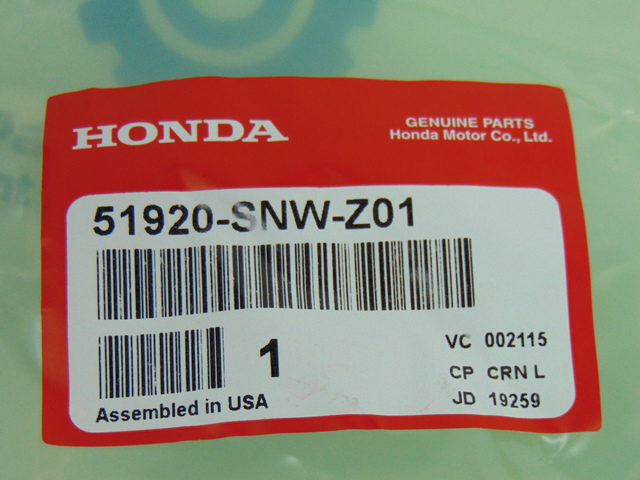 HONDA
GENUINE PARTS
Honda Motor Co., Ltd.
51920-SNW-Z01
1
VC 002115
CP CRN L
JD 19259
Assembled in USA